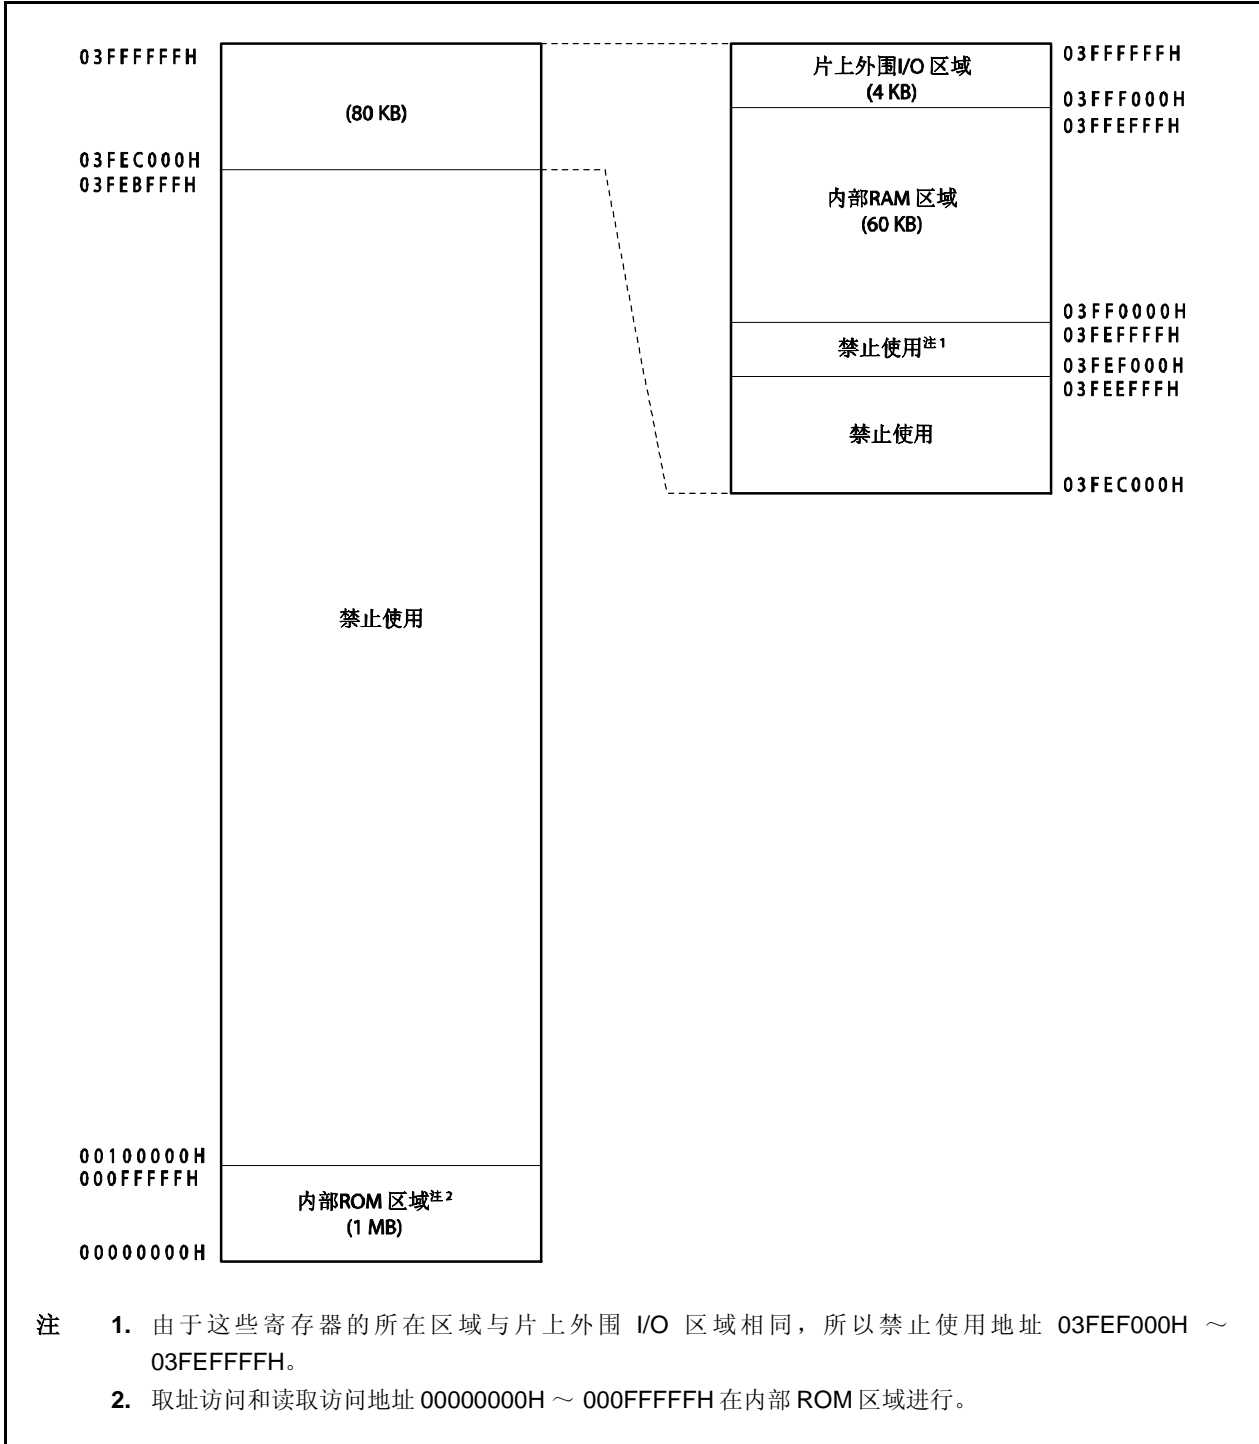 03FFFFFFH
(80 KB)
03FEC000H
03FEBFFFH
禁止使用
00100000H
000FFFFFH
内部ROM 区域注 2
(1 MB)
00000000H
片上外围I/O 区域
(4 KB)
03FFFFFFH
03FFF000H
03FFEFFFH
内部RAM 区域
(60 KB)
03FF0000H
03FEFFFFH
禁止使用注 1
03FEF000H
03FEEFFFH
禁止使用
03FEC000H
注 1. 由于这些寄存器的所在区域与片上外围 I/O 区域相同，所以禁止使用地址 03FEF000H ～
03FEFFFFH。
2. 取址访问和读取访问地址 00000000H ～ 000FFFFFH 在内部 ROM 区域进行。